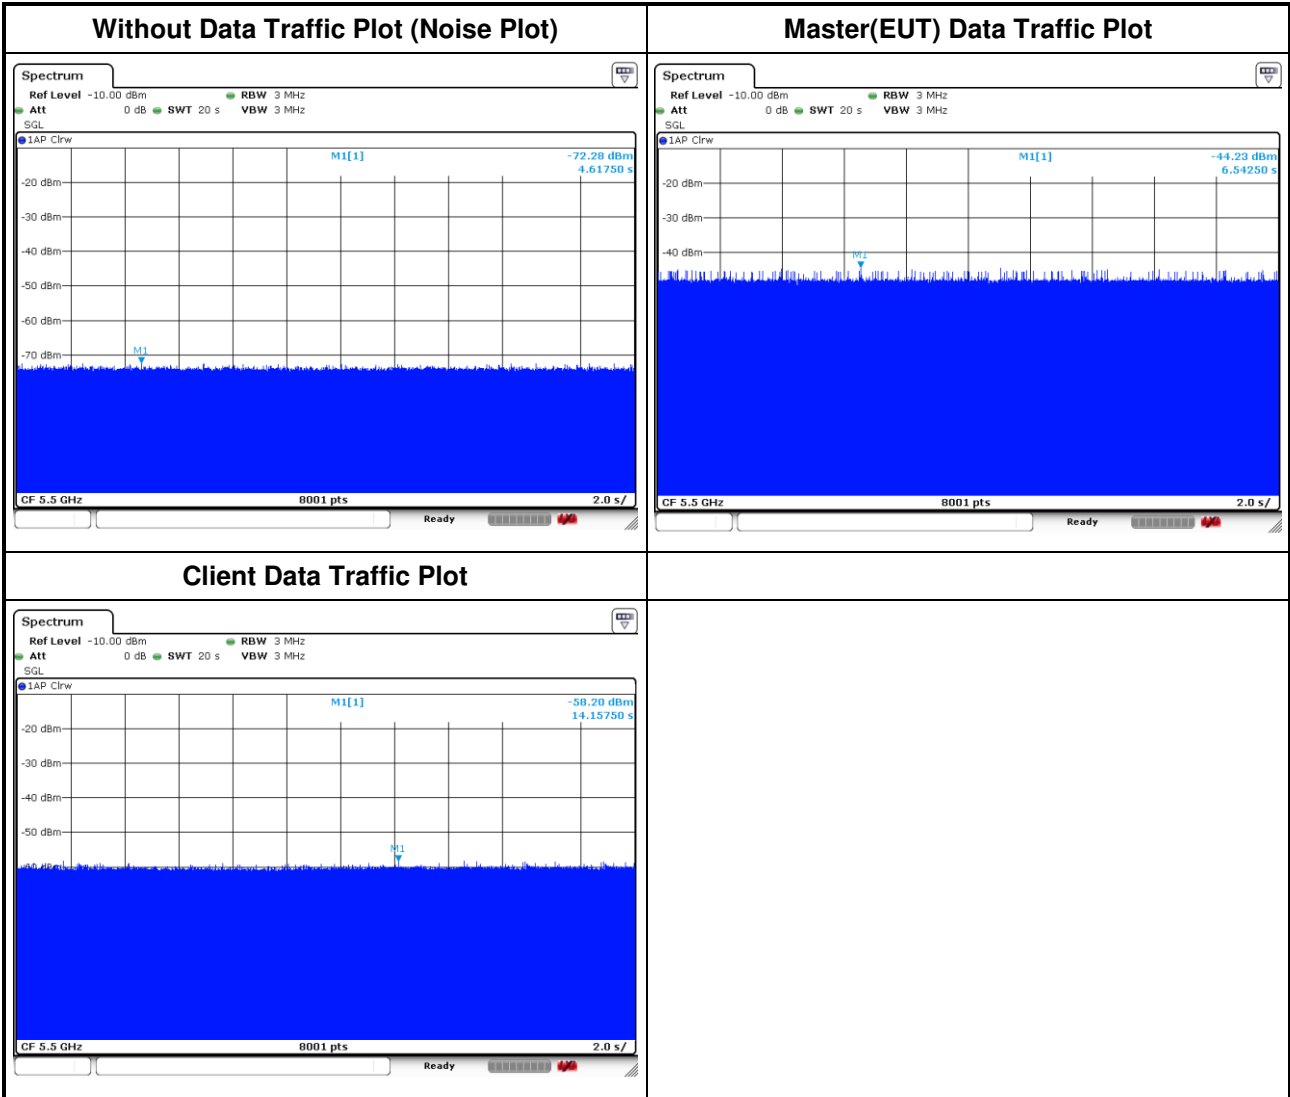 Without Data Traffic Plot (Noise Plot)
Spectrum
Ref Level -10.00 dBm RBW 3 MHz
Att 0 dB SWT 20 s VBW 3 MHz
SGL
1AP Clrw
M1[1] -72.28 dBm
4.61750 s
-20 dBm
-30 dBm
-40 dBm
-50 dBm
-60 dBm
-70 dBm
M1
CF 5.5 GHz 8001 pts 2.0 s/
Ready
Master(EUT) Data Traffic Plot
Spectrum
Ref Level -10.00 dBm RBW 3 MHz
Att 0 dB SWT 20 s VBW 3 MHz
SGL
1AP Clrw
M1[1] -44.23 dBm
6.54250 s
-20 dBm
-30 dBm
-40 dBm
M1
CF 5.5 GHz 8001 pts 2.0 s/
Ready
Client Data Traffic Plot
Spectrum
Ref Level -10.00 dBm RBW 3 MHz
Att 0 dB SWT 20 s VBW 3 MHz
SGL
1AP Clrw
M1[1] -58.20 dBm
14.15750 s
-20 dBm
-30 dBm
-40 dBm
-50 dBm
M1
CF 5.5 GHz 8001 pts 2.0 s/
Ready